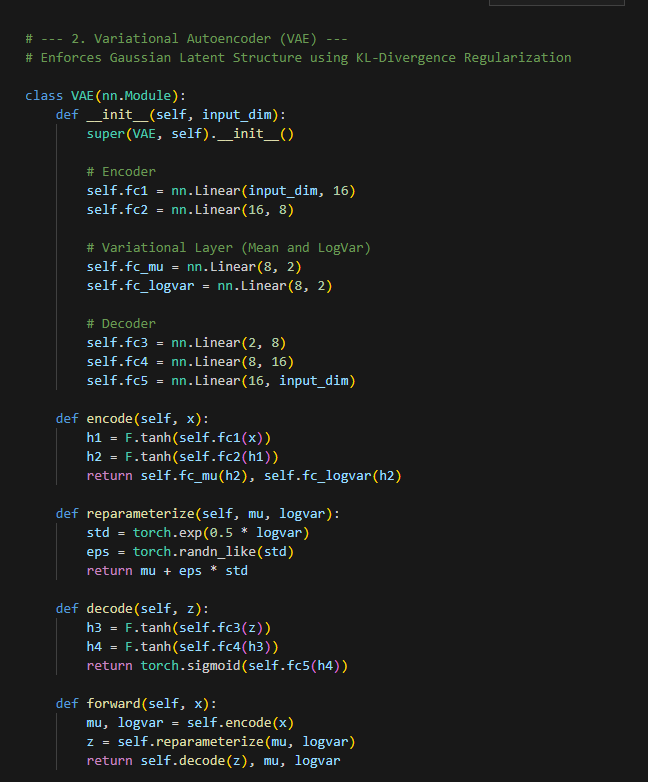 # --- 2. Variational Autoencoder (VAE) ---
# Enforces Gaussian Latent Structure using KL-Divergence Regularization

class VAE(nn.Module):
    def __init__(self, input_dim):
        super(VAE, self).__init__()

        # Encoder
        self.fc1 = nn.Linear(input_dim, 16)
        self.fc2 = nn.Linear(16, 8)

        # Variational Layer (Mean and LogVar)
        self.fc_mu = nn.Linear(8, 2)
        self.fc_logvar = nn.Linear(8, 2)

        # Decoder
        self.fc3 = nn.Linear(2, 8)
        self.fc4 = nn.Linear(8, 16)
        self.fc5 = nn.Linear(16, input_dim)

    def encode(self, x):
        h1 = F.tanh(self.fc1(x))
        h2 = F.tanh(self.fc2(h1))
        return self.fc_mu(h2), self.fc_logvar(h2)

    def reparameterize(self, mu, logvar):
        std = torch.exp(0.5 * logvar)
        eps = torch.randn_like(std)
        return mu + eps * std

    def decode(self, z):
        h3 = F.tanh(self.fc3(z))
        h4 = F.tanh(self.fc4(h3))
        return torch.sigmoid(self.fc5(h4))

    def forward(self, x):
        mu, logvar = self.encode(x)
        z = self.reparameterize(mu, logvar)
        return self.decode(z), mu, logvar